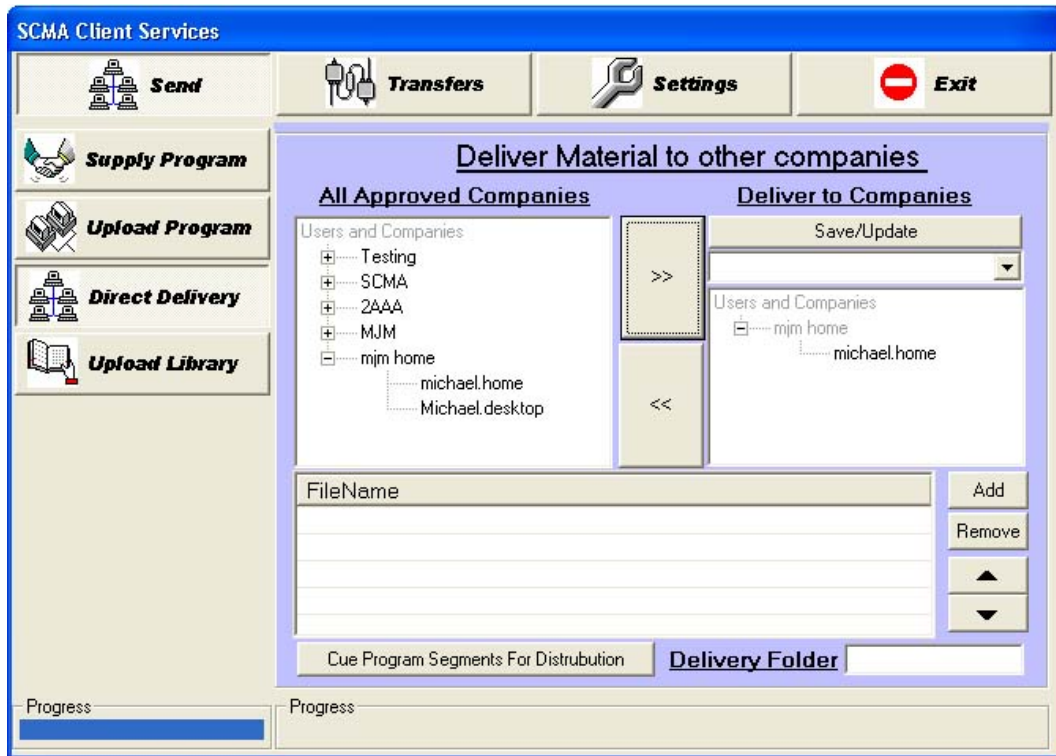 SCMA Client Services
Send
Transfers
Settings
Exit
Supply Program
Upload Program
Direct Delivery
Upload Library
Deliver Material to other companies
All Approved Companies
Deliver to Companies
Users and Companies
Testing
SCMA
2AAA
MJM
mjm home
michael.home
Michael.desktop
>>
<<
Save/Update
Users and Companies
mjm home
michael.home
FileName
Add
Remove
Cue Program Segments For Distrubution
Delivery Folder
Progress
Progress